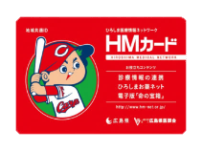 ひろしま医療情報ネットワーク
HMカード
HIROSHIMA MEDICAL NETWORK
診療情報の連携
ひろしまお薬ネット
電子版「命の宝箱」
http://www.hm-net.or.jp/
Carp
広島県
広島県医師会